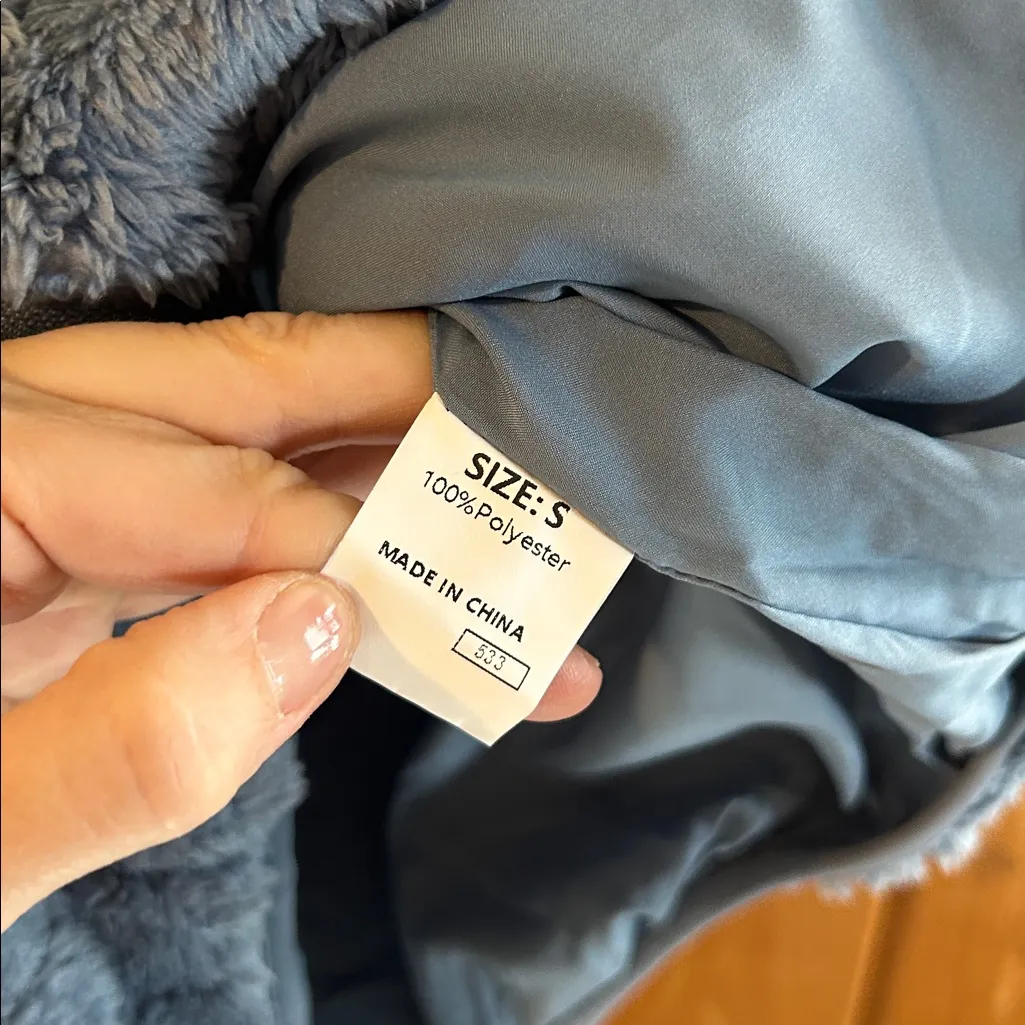 SIZE: S
100%Polyester
MADE IN CHINA
533